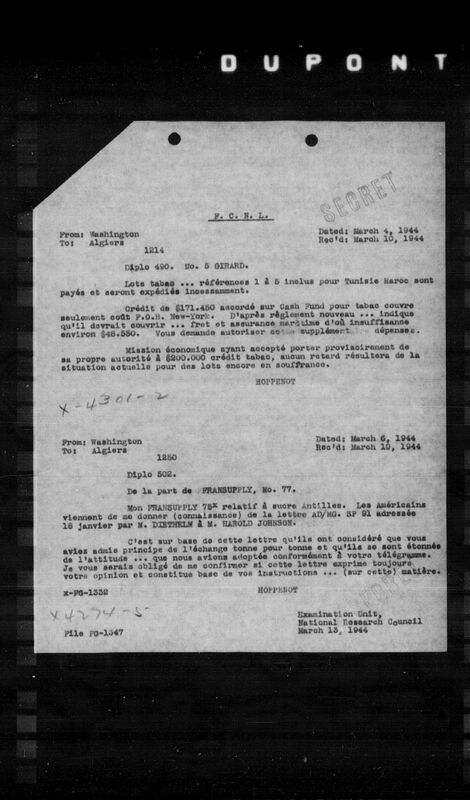 DUPONT
SECRET
F. C. N. L.
From: Washington Dated: March 4, 1944
To: Algiers Rec'd: March 10, 1944
1214
Diplo 490. No. 5 GIRARD.
Lots tabac ... références 1 à 5 inclus pour Tunisie Maroc sont
payés et seront expédiés incessamment.
Crédit de $171.450 accordé sur Cash Fund pour tabac couvre
seulement coût F.O.B. New-York. D'après règlement nouveau ... indique
qu'il devrait couvrir ... fret et assurance maritime d'où insuffisance
environ $48.550. Vous demande autoriser cette supplément dépenses.
Mission économique ayant accepté porter provisoirement de
sa propre autorité à $200.000 crédit tabac, aucun retard résultera de la
situation actuelle pour des lots encore en souffrance.
HOPPENOT
X-4301-2
From: Washington Dated: March 6, 1944
To: Algiers Rec'd: March 10, 1944
1250
Diplo 502.
De la part de FRANSUPPLY, No. 77.
Mon FRANSUPPLY 75x relatif à sucre Antilles. Les Américains
viennent de me donner (connaissance) de la lettre AD/MG. SP 91 adressée
18 janvier par M. DIETHELM à M. HAROLD JOHNSON.
C'est sur base de cette lettre qu'ils ont considéré que vous
aviez admis principe de l'échange tonne pour tonne et qu'ils se sont étonnés
de l'attitude ... que nous avions adoptée conformément à votre télégramme.
Je vous serais obligé de me confirmer si cette lettre exprime toujours
votre opinion et constitue base de vos instructions ... (sur cette) matière.
x-FG-1332 HOPPENOT
X4274-5
Examination Unit,
National Research Council
File FG-1347 March 13, 1944